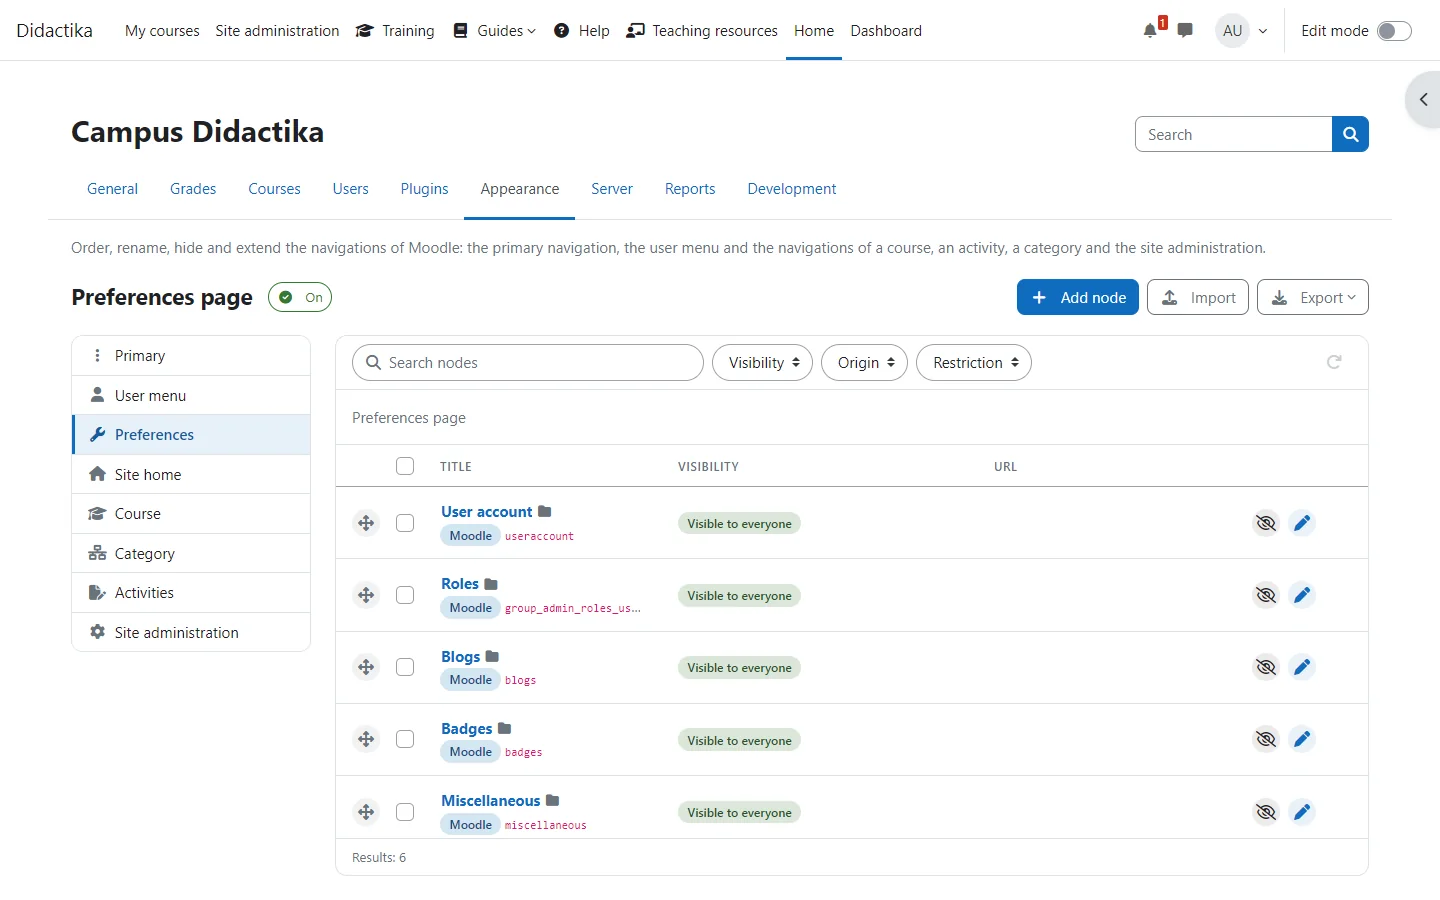 Didactika
My courses
Site administration
Training
Guides
Help
Teaching resources
Home
Dashboard
1
AU
Edit mode
Campus Didactika
Search
General
Grades
Courses
Users
Plugins
Appearance
Server
Reports
Development
Order, rename, hide and extend the navigations of Moodle: the primary navigation, the user menu and the navigations of a course, an activity, a category and the site administration.
Preferences page
On
Add node
Import
Export
Primary
User menu
Preferences
Site home
Course
Category
Activities
Site administration
Search nodes
Visibility
Origin
Restriction
Preferences page
TITLE
VISIBILITY
URL
User account
Moodle useraccount
Visible to everyone
Roles
Moodle group_admin_roles_us...
Visible to everyone
Blogs
Moodle blogs
Visible to everyone
Badges
Moodle badges
Visible to everyone
Miscellaneous
Moodle miscellaneous
Visible to everyone
Results: 6